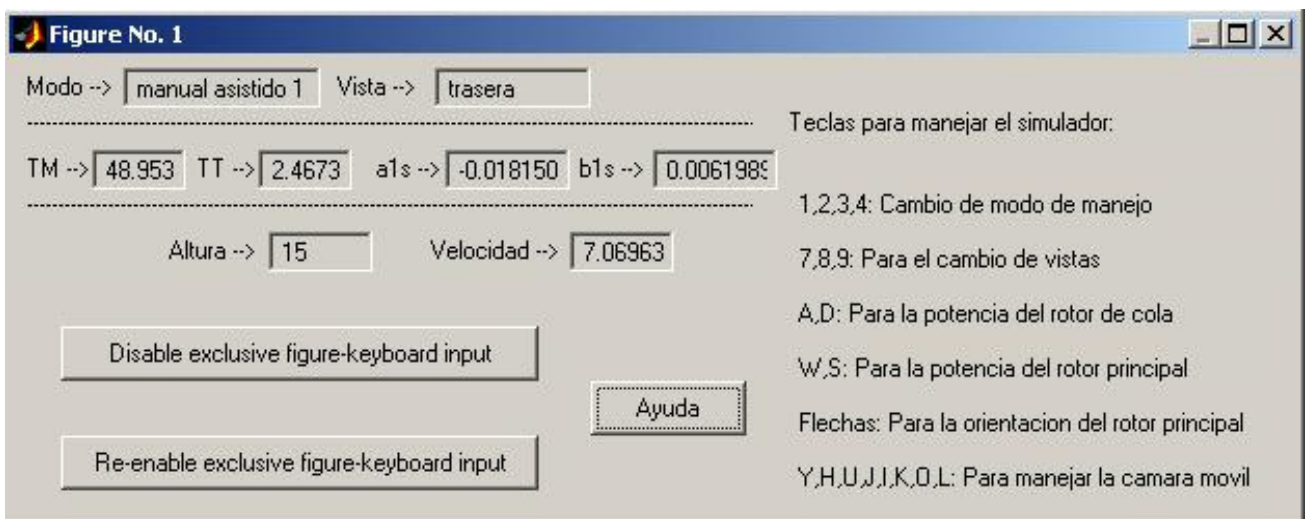 Figure No. 1
Modo --> manual asistido 1 Vista --> trasera
TM --> 48.953 TT --> 2.4673 a1s --> -0.018150 b1s --> 0.006198
Altura --> 15 Velocidad --> 7.06963
Disable exclusive figure-keyboard input
Ayuda
Re-enable exclusive figure-keyboard input
Teclas para manejar el simulador:
1,2,3,4: Cambio de modo de manejo
7,8,9: Para el cambio de vistas
A,D: Para la potencia del rotor de cola
W,S: Para la potencia del rotor principal
Flechas: Para la orientacion del rotor principal
Y,H,U,J,I,K,O,L: Para manejar la camara movil